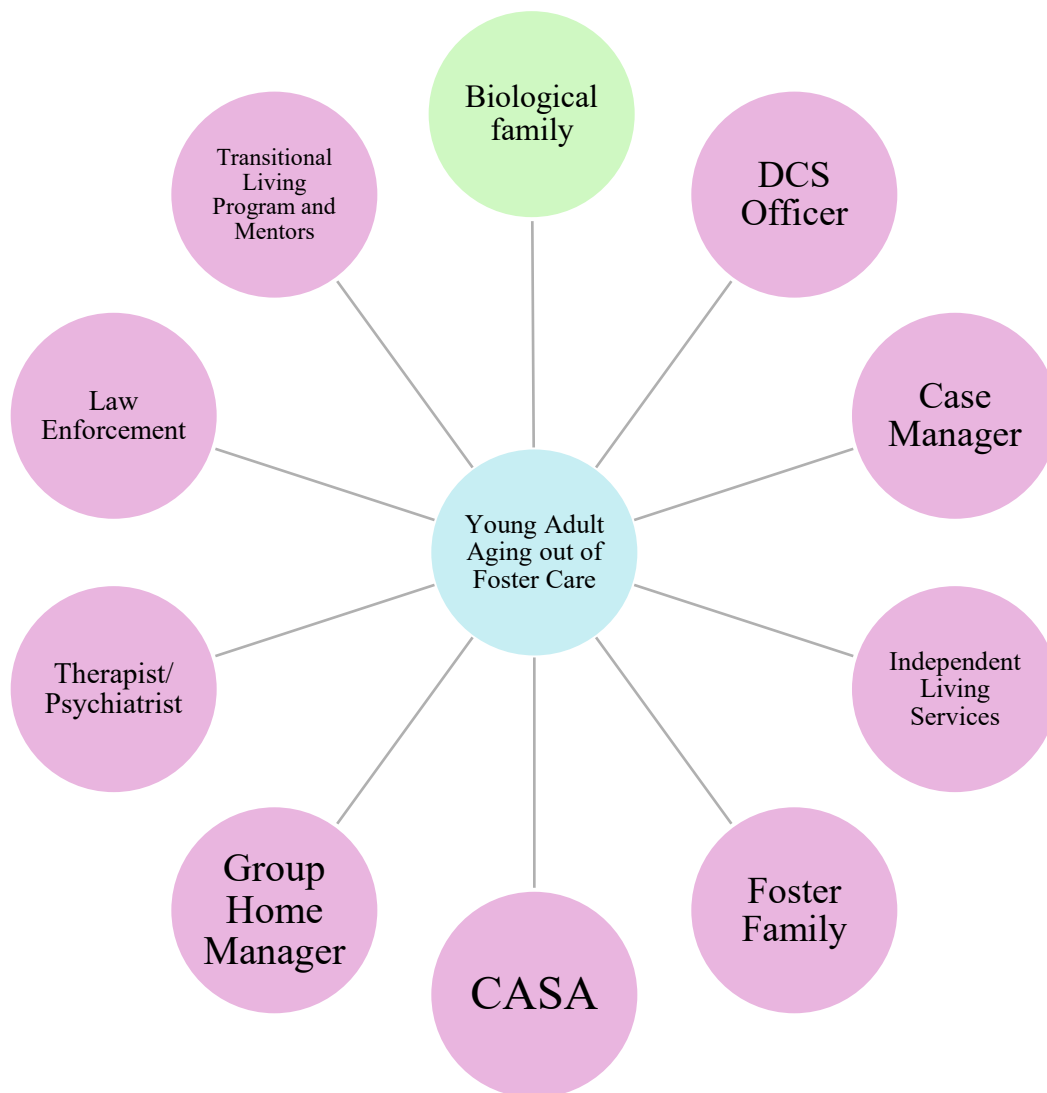 Biological
family
DCS
Officer
Case
Manager
Independent
Living
Services
Foster
Family
CASA
Group
Home
Manager
Therapist/
Psychiatrist
Law
Enforcement
Transitional
Living
Program and
Mentors
Young Adult
Aging out of
Foster Care